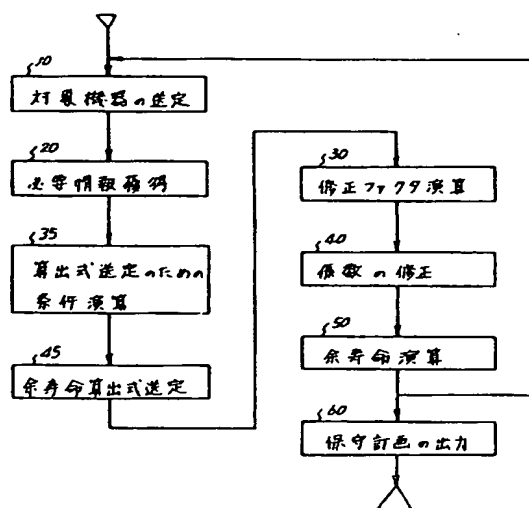 10
対象機器の選定
20
必要情報獲得
35
算出式選定のための
条件演算
45
余寿命算出式選定
30
修正ファクタ演算
40
係数の修正
50
余寿命演算
60
保守計画の出力